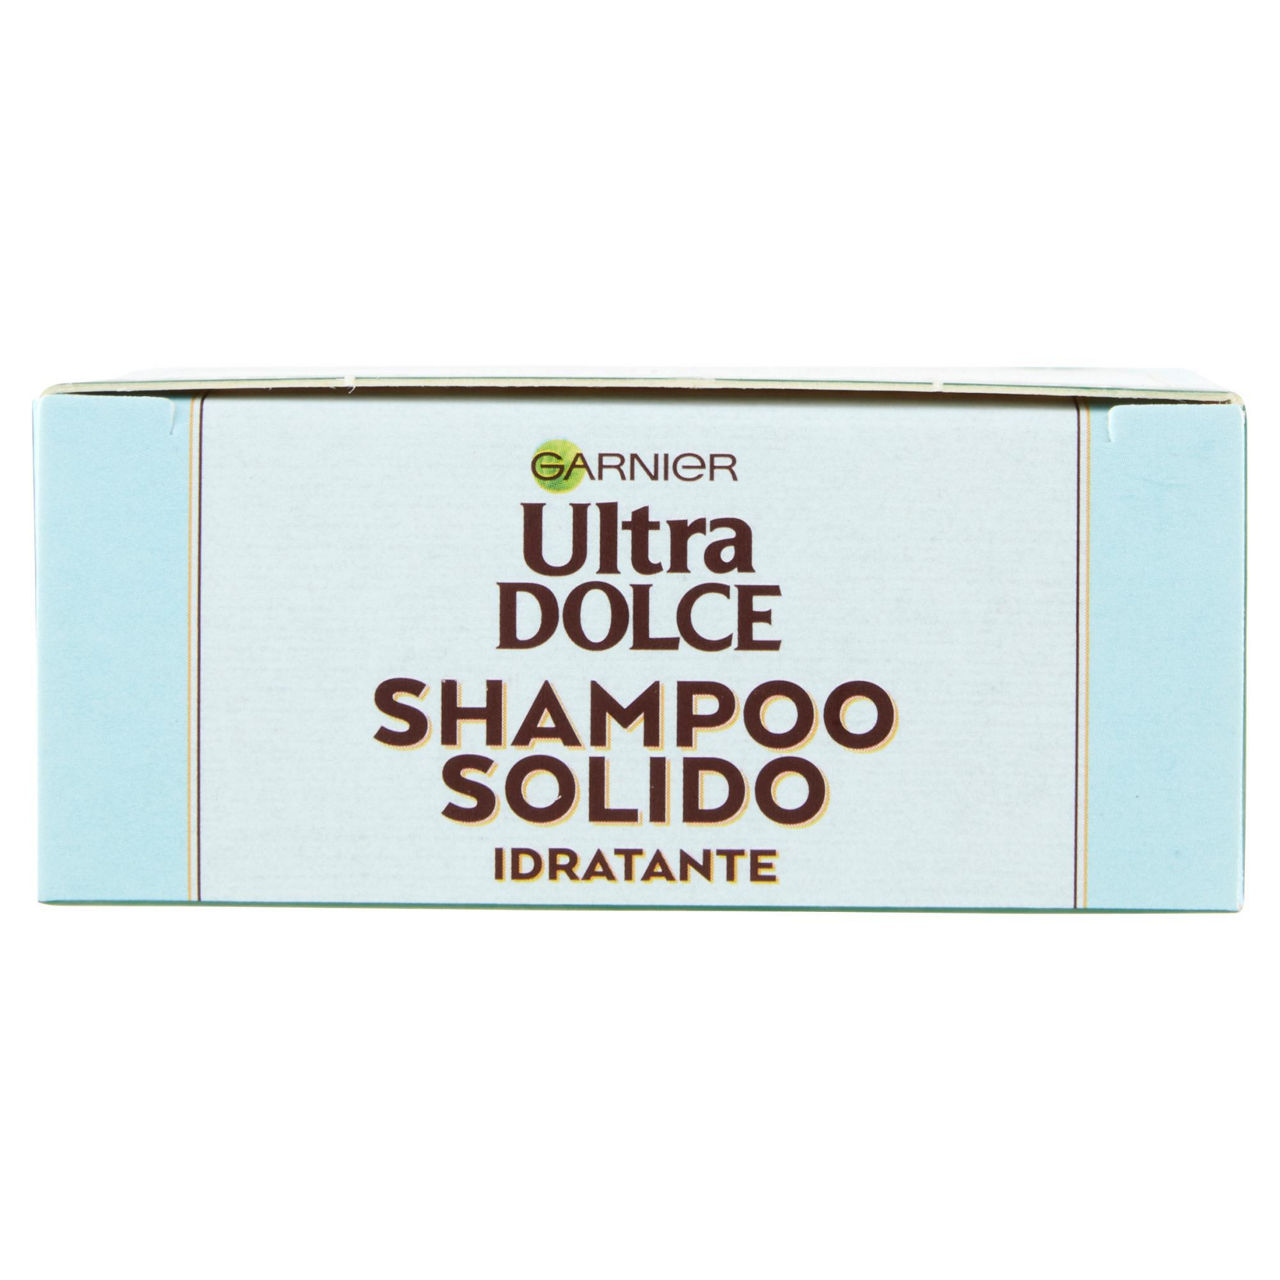 GARNIER
Ultra
DOLCE
SHAMPOO
SOLIDO
IDRATANTE